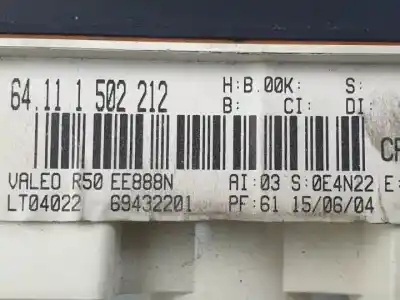 64.11 1 502 212 H:B.00K: S:
B: CI: DI:
VALEO R50 EE888N AI:03 S:0E4N22 E:
LT04022 69432201 PF:61 15/06/04